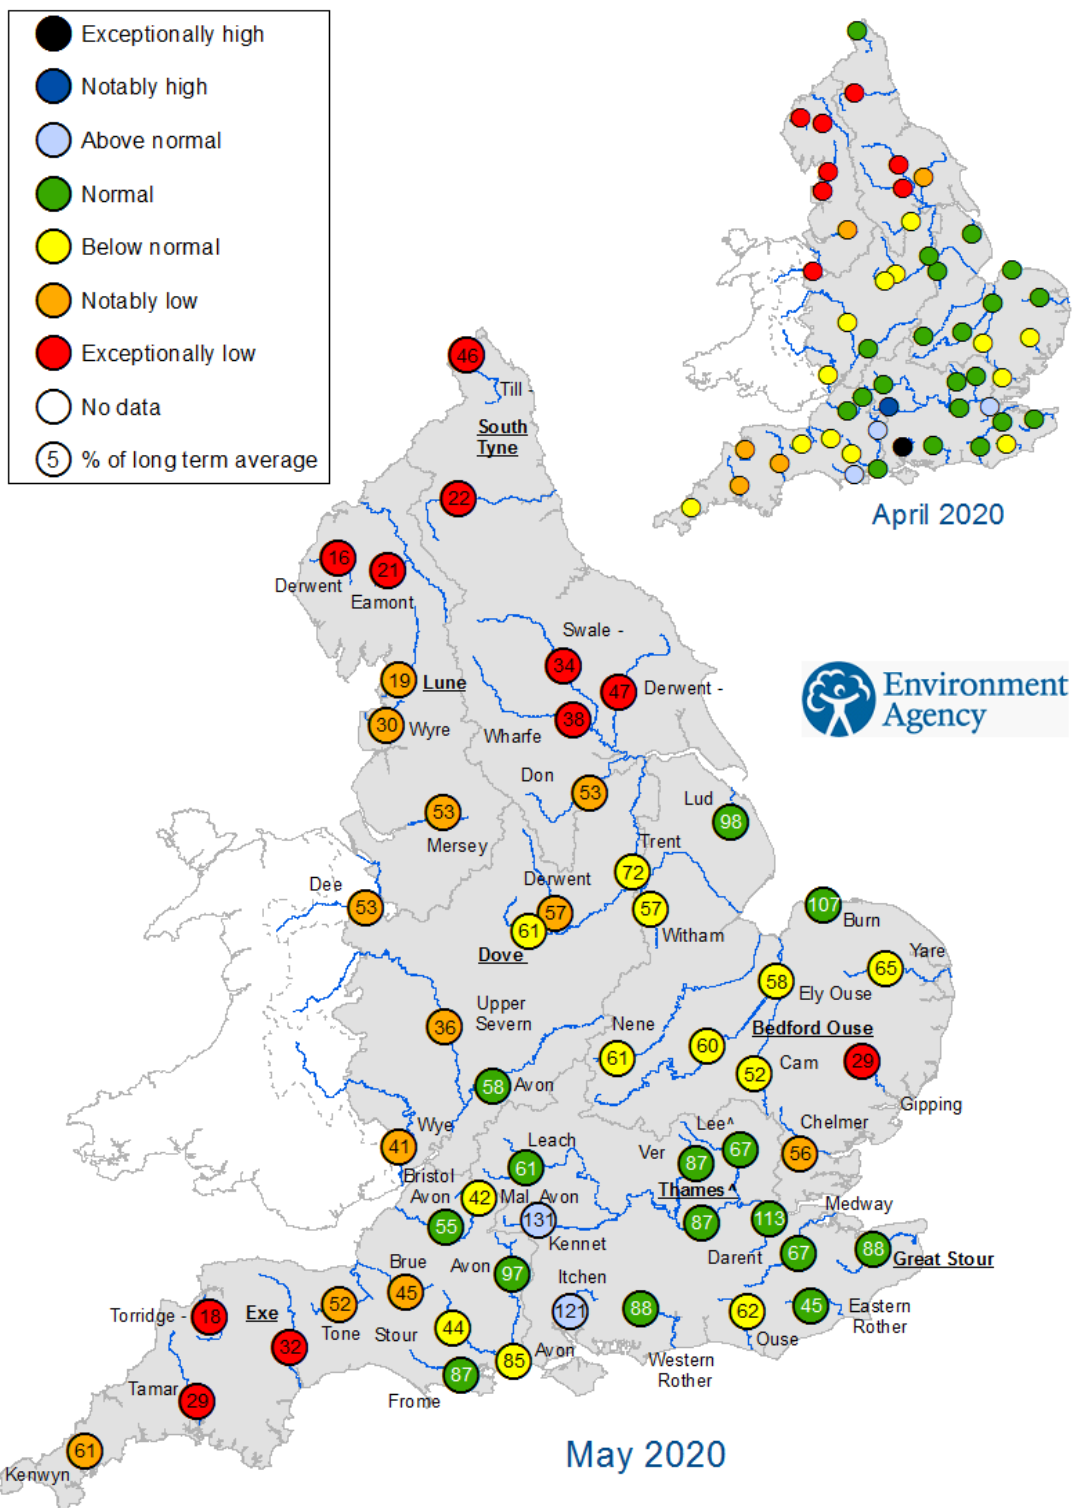 Exceptionally high
Notably high
Above normal
Normal
Below normal
Notably low
Exceptionally low
No data
5 % of long term average
April 2020
46
Till -
South
Tyne
22
16
Derwent
21
Eamont
Swale -
34
19
Lune
47
Derwent -
30
Wyre
38
Wharfe
Environment
Agency
Don
53
Lud
98
53
Mersey
Trent
72
Dee
53
Derwent
57
61
Dove
57
Witham
107
Burn
Yare
65
58
Ely Ouse
Upper
Severn
36
Nene
61
Bedford Ouse
60
52
Cam
29
Gipping
58
Avon
Wye
41
Leach
61
Lee^
67
Ver
87
Chelmer
56
Bristol
Avon
55
42
Mal Avon
131
Kennet
Thames ^
87
113
Darent
Medway
67
88
Great Stour
Brue
45
Avon
97
Itchen
121
88
Western
Rother
62
Ouse
45
Eastern
Rother
Torridge -
18
Exe
32
52
Tone
Stour
44
85
Avon
87
Frome
Tamar
29
61
Kenwyn
May 2020